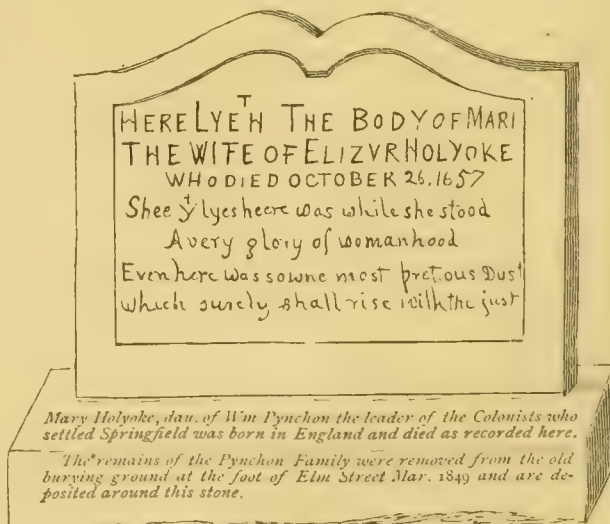 HERE LYETH THE BODY OF MARI
THE WIFE OF ELIZVR HOLYOKE
WHO DIED OCTOBER 26. 1657
Shee yt lyes heere was while she stood
A very glory of womanhood
Even here was sowne most pretious Dust
which surely shall rise with the just
Mary Holyoke, dau. of Wm Pynchon the leader of the Colonists who
settled Springfield was born in England and died as recorded here.
The remains of the Pynchon Family were removed from the old
burying ground at the foot of Elm Street Mar. 1849 and are de-
posited around this stone.